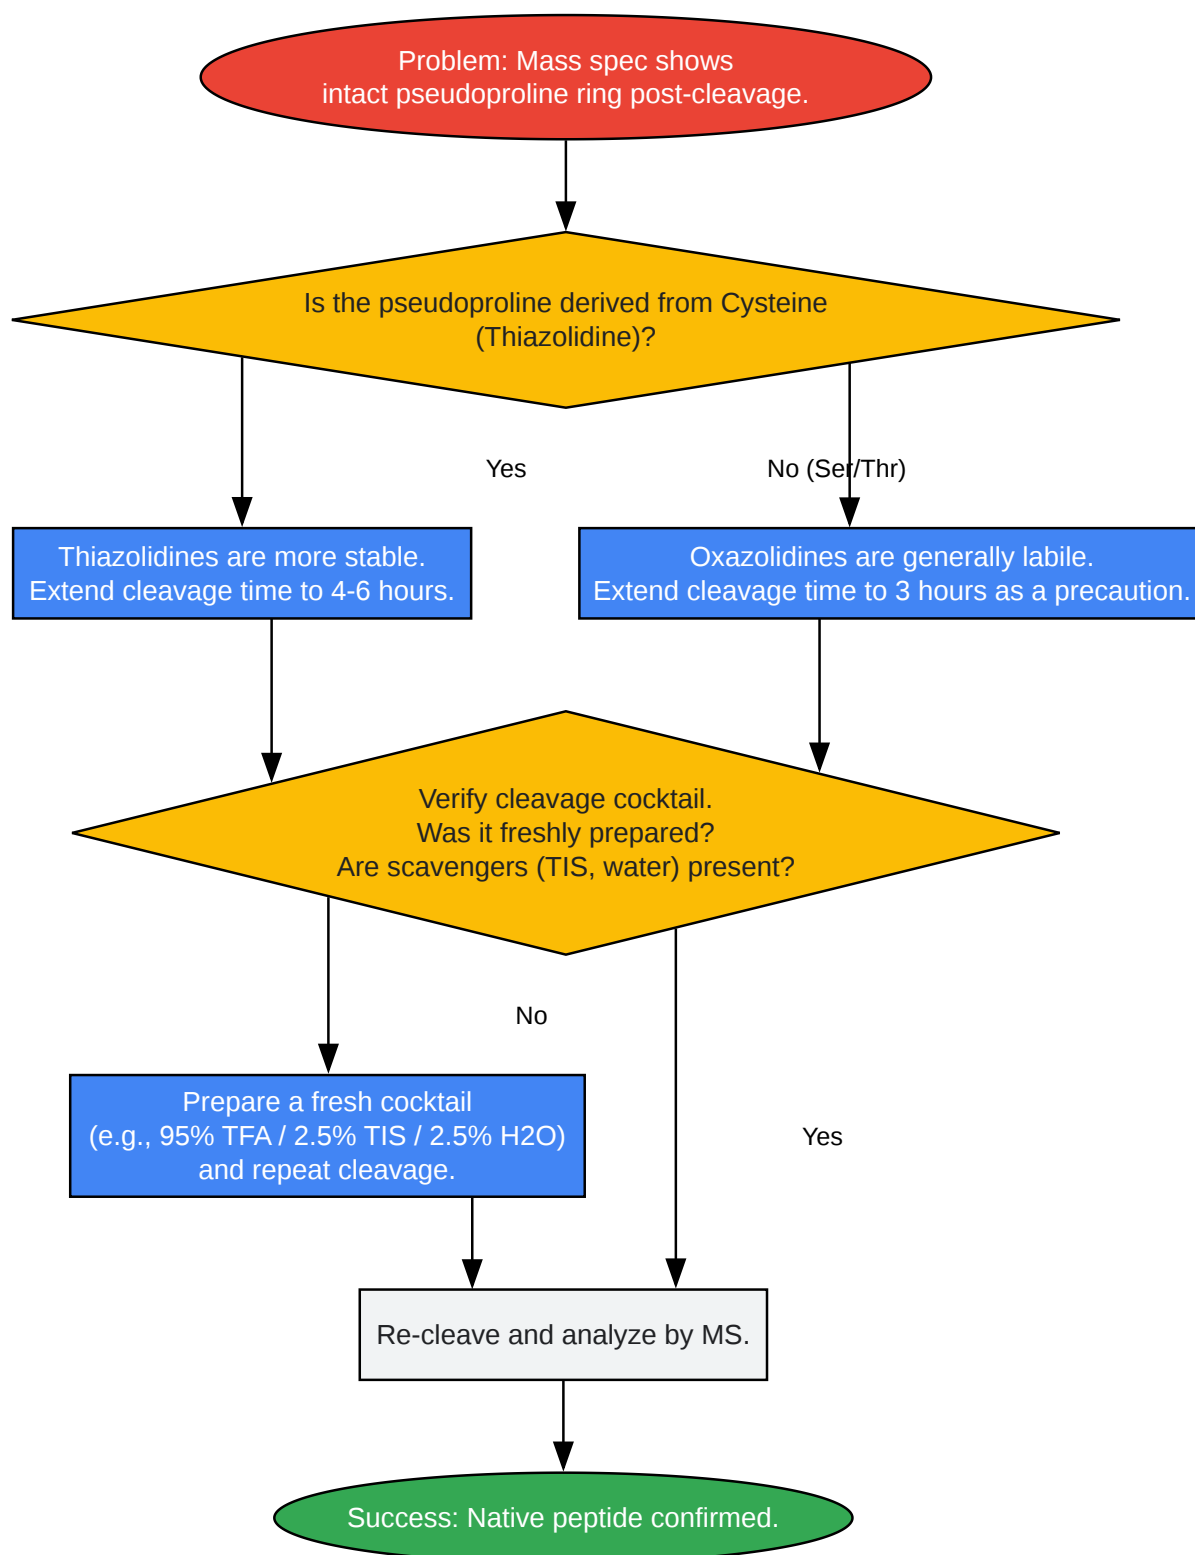 Problem: Mass spec shows
intact pseudoproline ring post-cleavage.
Is the pseudoproline derived from Cysteine
(Thiazolidine)?
Yes
No (Ser/Thr)
Thiazolidines are more stable.
Extend cleavage time to 4-6 hours.
Oxazolidines are generally labile.
Extend cleavage time to 3 hours as a precaution.
Verify cleavage cocktail.
Was it freshly prepared?
Are scavengers (TIS, water) present?
No
Prepare a fresh cocktail
(e.g., 95% TFA / 2.5% TIS / 2.5% H2O)
and repeat cleavage.
Yes
Re-cleave and analyze by MS.
Success: Native peptide confirmed.